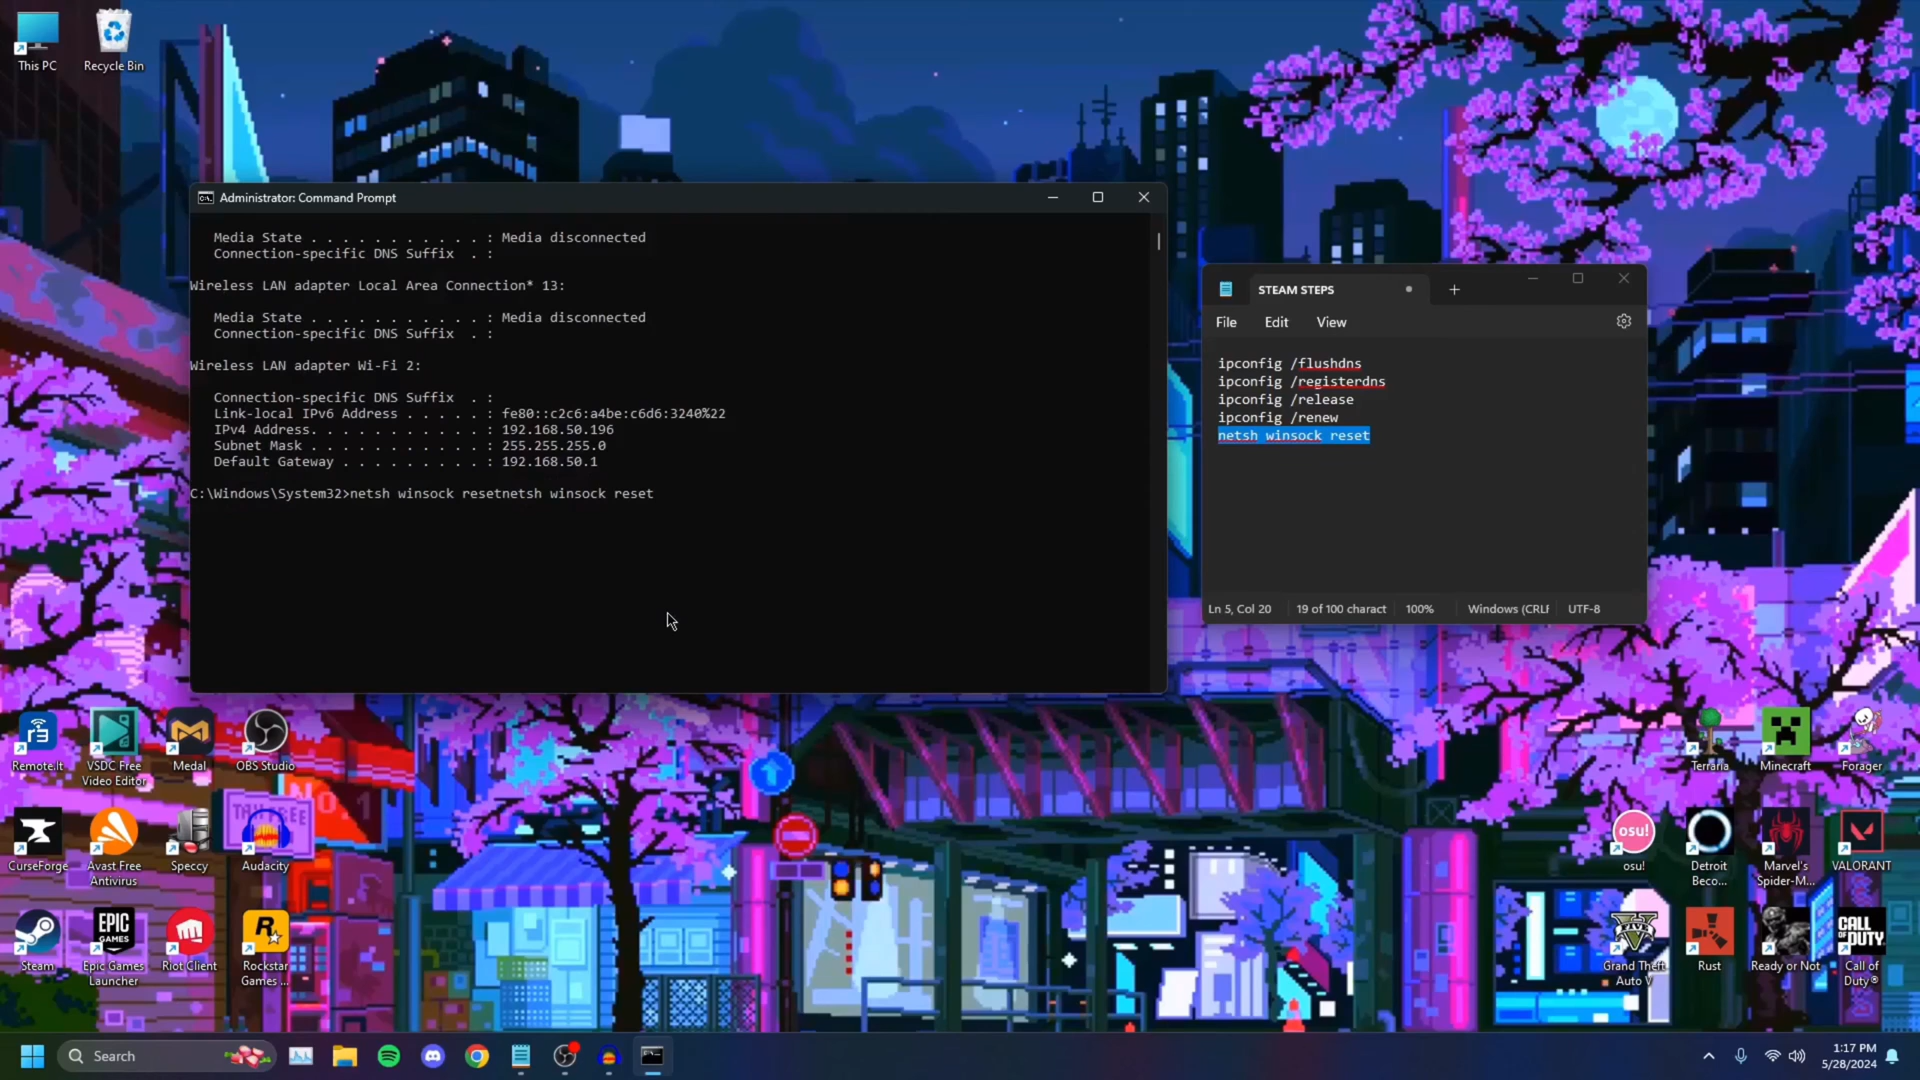 This PC
Recycle Bin
Administrator: Command Prompt
Media State . . . . . . . . . . . : Media disconnected
Connection-specific DNS Suffix  . :
Wireless LAN adapter Local Area Connection* 13:
Media State . . . . . . . . . . . : Media disconnected
Connection-specific DNS Suffix  . :
Wireless LAN adapter Wi-Fi 2:
Connection-specific DNS Suffix  . :
Link-local IPv6 Address . . . . . : fe80::c2c6:a4be:c6d6:3240%22
IPv4 Address. . . . . . . . . . . : 192.168.50.196
Subnet Mask . . . . . . . . . . . : 255.255.255.0
Default Gateway . . . . . . . . . : 192.168.50.1
C:\Windows\System32>netsh winsock resetnetsh winsock reset
STEAM STEPS
File Edit View
ipconfig /flushdns
ipconfig /registerdns
ipconfig /release
ipconfig /renew
netsh winsock reset
Ln 5, Col 20 19 of 100 charact 100% Windows (CRLF UTF-8
Remote.It
VSDC Free
Video Editor
Medal
OBS Studio
Terraria
Minecraft
Forager
CurseForge
Avast Free
Antivirus
Speccy
Audacity
osu!
osu!
Detroit
Beco...
Marvel's
Spider-M...
VALORANT
EPIC
GAMES
Steam
Epic Games
Launcher
Riot Client
Rockstar
Games ...
FIVE
Grand Theft
Auto V
Rust
Ready or Not
CALL
OF DUTY
Call of
Duty®
Search
1:17 PM
5/28/2024